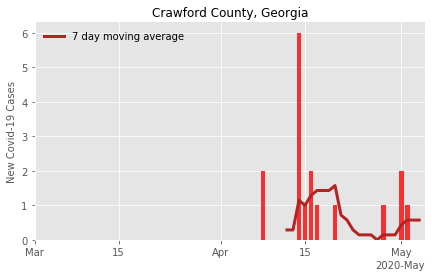 Crawford County, Georgia
7 day moving average
New Covid-19 Cases
6
5
4
3
2
1
0
Mar
15
Apr
15
May
2020-May